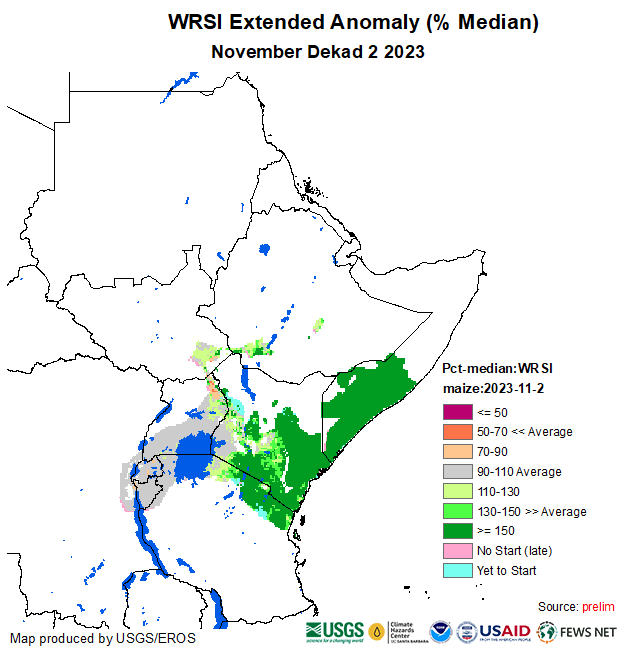 WRSI Extended Anomaly (% Median)
November Dekad 2 2023
Pct-median:WRSI
maize:2023-11-2
<= 50
50-70 << Average
70-90
90-110 Average
110-130
130-150 >> Average
>= 150
No Start (late)
Yet to Start
Source: prelim
Map produced by USGS/EROS
USGS
science for a changing world
Climate
Hazards
Center
UC SANTA BARBARA
NOAA
USAID
FROM THE AMERICAN PEOPLE
FEWS NET